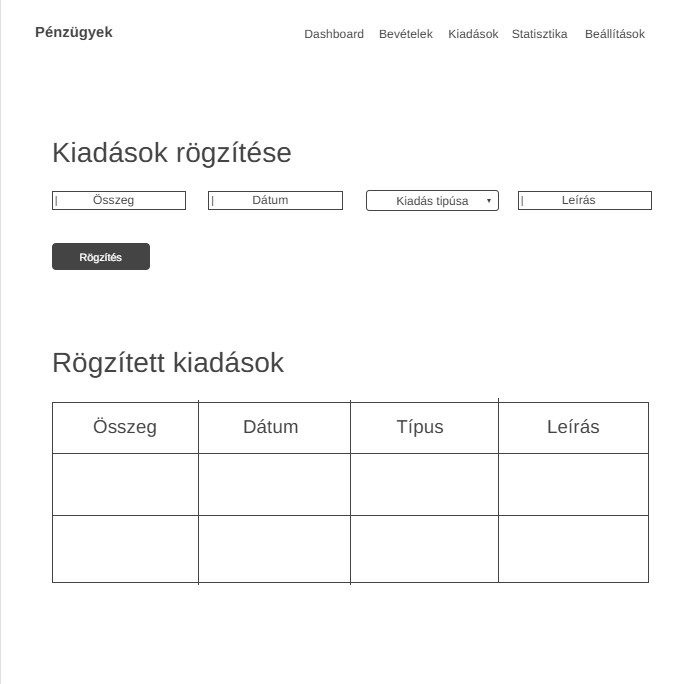 Pénzügyek Dashboard Bevételek Kiadások Statisztika Beállítások
Kiadások rögzítése
Összeg Dátum Kiadás tipúsa Leírás
Rögzítés
Rögzített kiadások
Összeg Dátum Típus Leírás